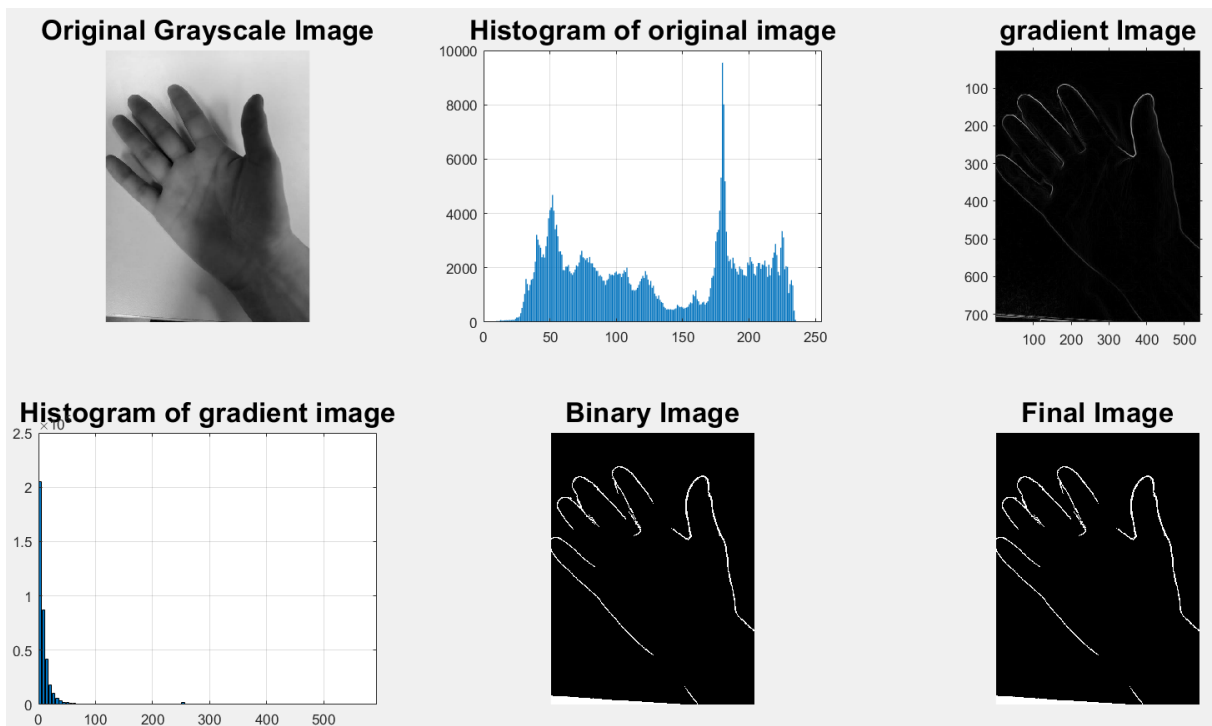 Original Grayscale Image
Histogram of original image
gradient Image
10000
8000
6000
4000
2000
0
0 50 100 150 200 250
100
200
300
400
500
600
700
100 200 300 400 500
Histogram of gradient image
2.5
2
1.5
1
0.5
0
0 100 200 300 400 500
Binary Image
Final Image